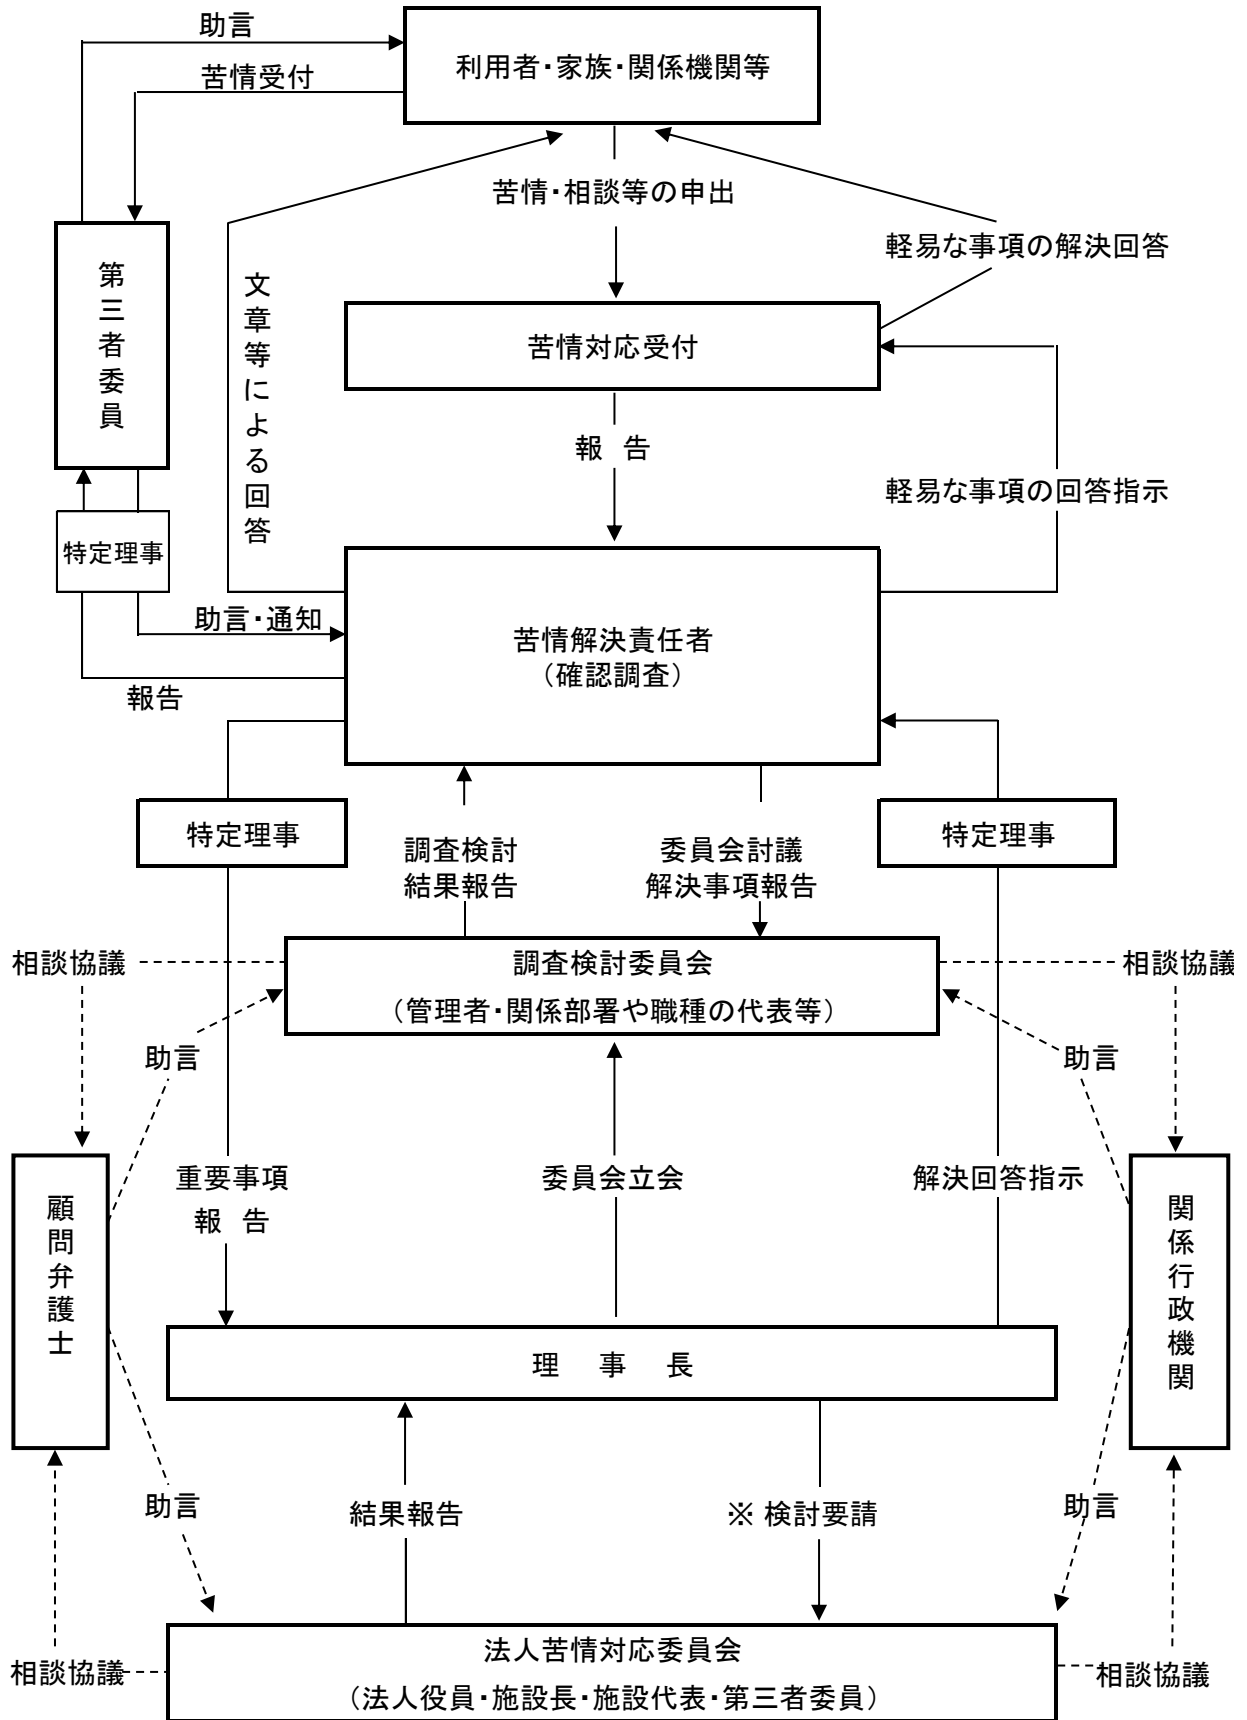 助言
利用者・家族・関係機関等
苦情受付
苦情・相談等の申出
軽易な事項の解決回答
第三者委員
文章等による回答
苦情対応受付
報　告
軽易な事項の回答指示
特定理事
助言・通知
苦情解決責任者
（確認調査）
報告
特定理事
特定理事
調査検討
結果報告
委員会討議
解決事項報告
相談協議
調査検討委員会
（管理者・関係部署や職種の代表等）
相談協議
助言
助言
重要事項
報　告
委員会立会
解決回答指示
顧問弁護士
関係行政機関
理　事　長
助言
結果報告
※ 検討要請
助言
法人苦情対応委員会
（法人役員・施設長・施設代表・第三者委員）
相談協議
相談協議